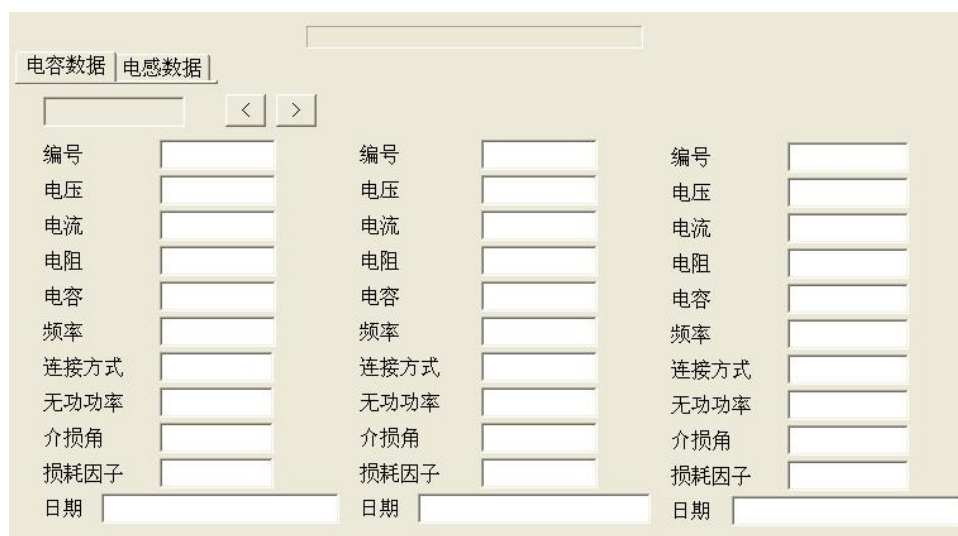 电容数据 电感数据
< >
编号 编号 编号
电压 电压 电压
电流 电流 电流
电阻 电阻 电阻
电容 电容 电容
频率 频率 频率
连接方式 连接方式 连接方式
无功功率 无功功率 无功功率
介损角 介损角 介损角
损耗因子 损耗因子 损耗因子
日期 日期 日期